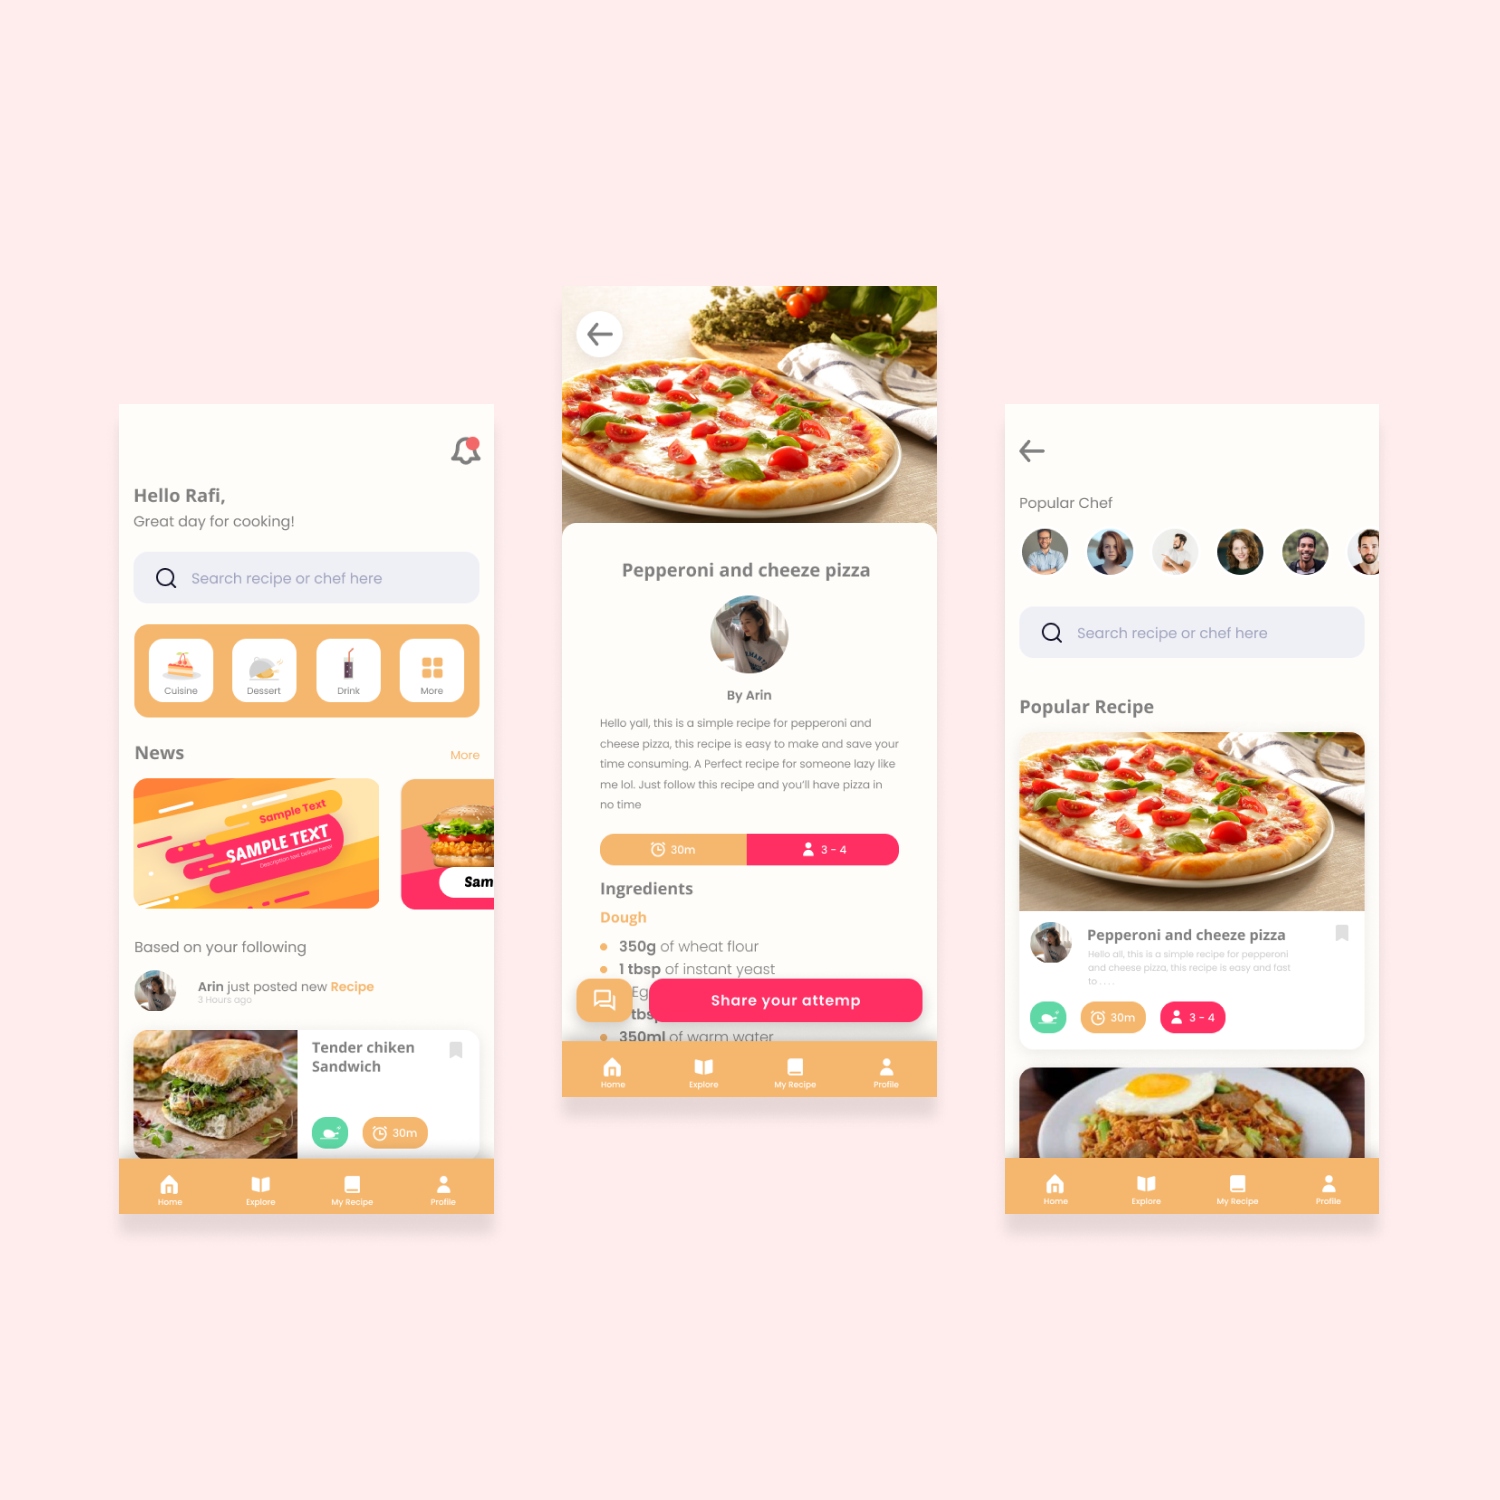 Hello Rafi,
Great day for cooking!
Search recipe or chef here
Cuisine
Dessert
Drink
More
News
More
Sample Text
SAMPLE TEXT
Description text below here!
Sam
Based on your following
Arin just posted new Recipe
3 Hours ago
Tender chiken
Sandwich
30m
Home
Explore
My Recipe
Profile
Pepperoni and cheeze pizza
By Arin
Hello yall, this is a simple recipe for pepperoni and
cheese pizza, this recipe is easy to make and save your
time consuming. A Perfect recipe for someone lazy like
me lol. Just follow this recipe and you'll have pizza in
no time
30m
3 - 4
Ingredients
Dough
350g of wheat flour
1 tbsp of instant yeast
Eg
tbsp
350ml of warm water
Share your attemp
Home
Explore
My Recipe
Profile
Popular Chef
Search recipe or chef here
Popular Recipe
Pepperoni and cheeze pizza
Hello all, this is a simple recipe for pepperoni
and cheese pizza, this recipe is easy and fast
to . . . .
30m
3 - 4
Home
Explore
My Recipe
Profile